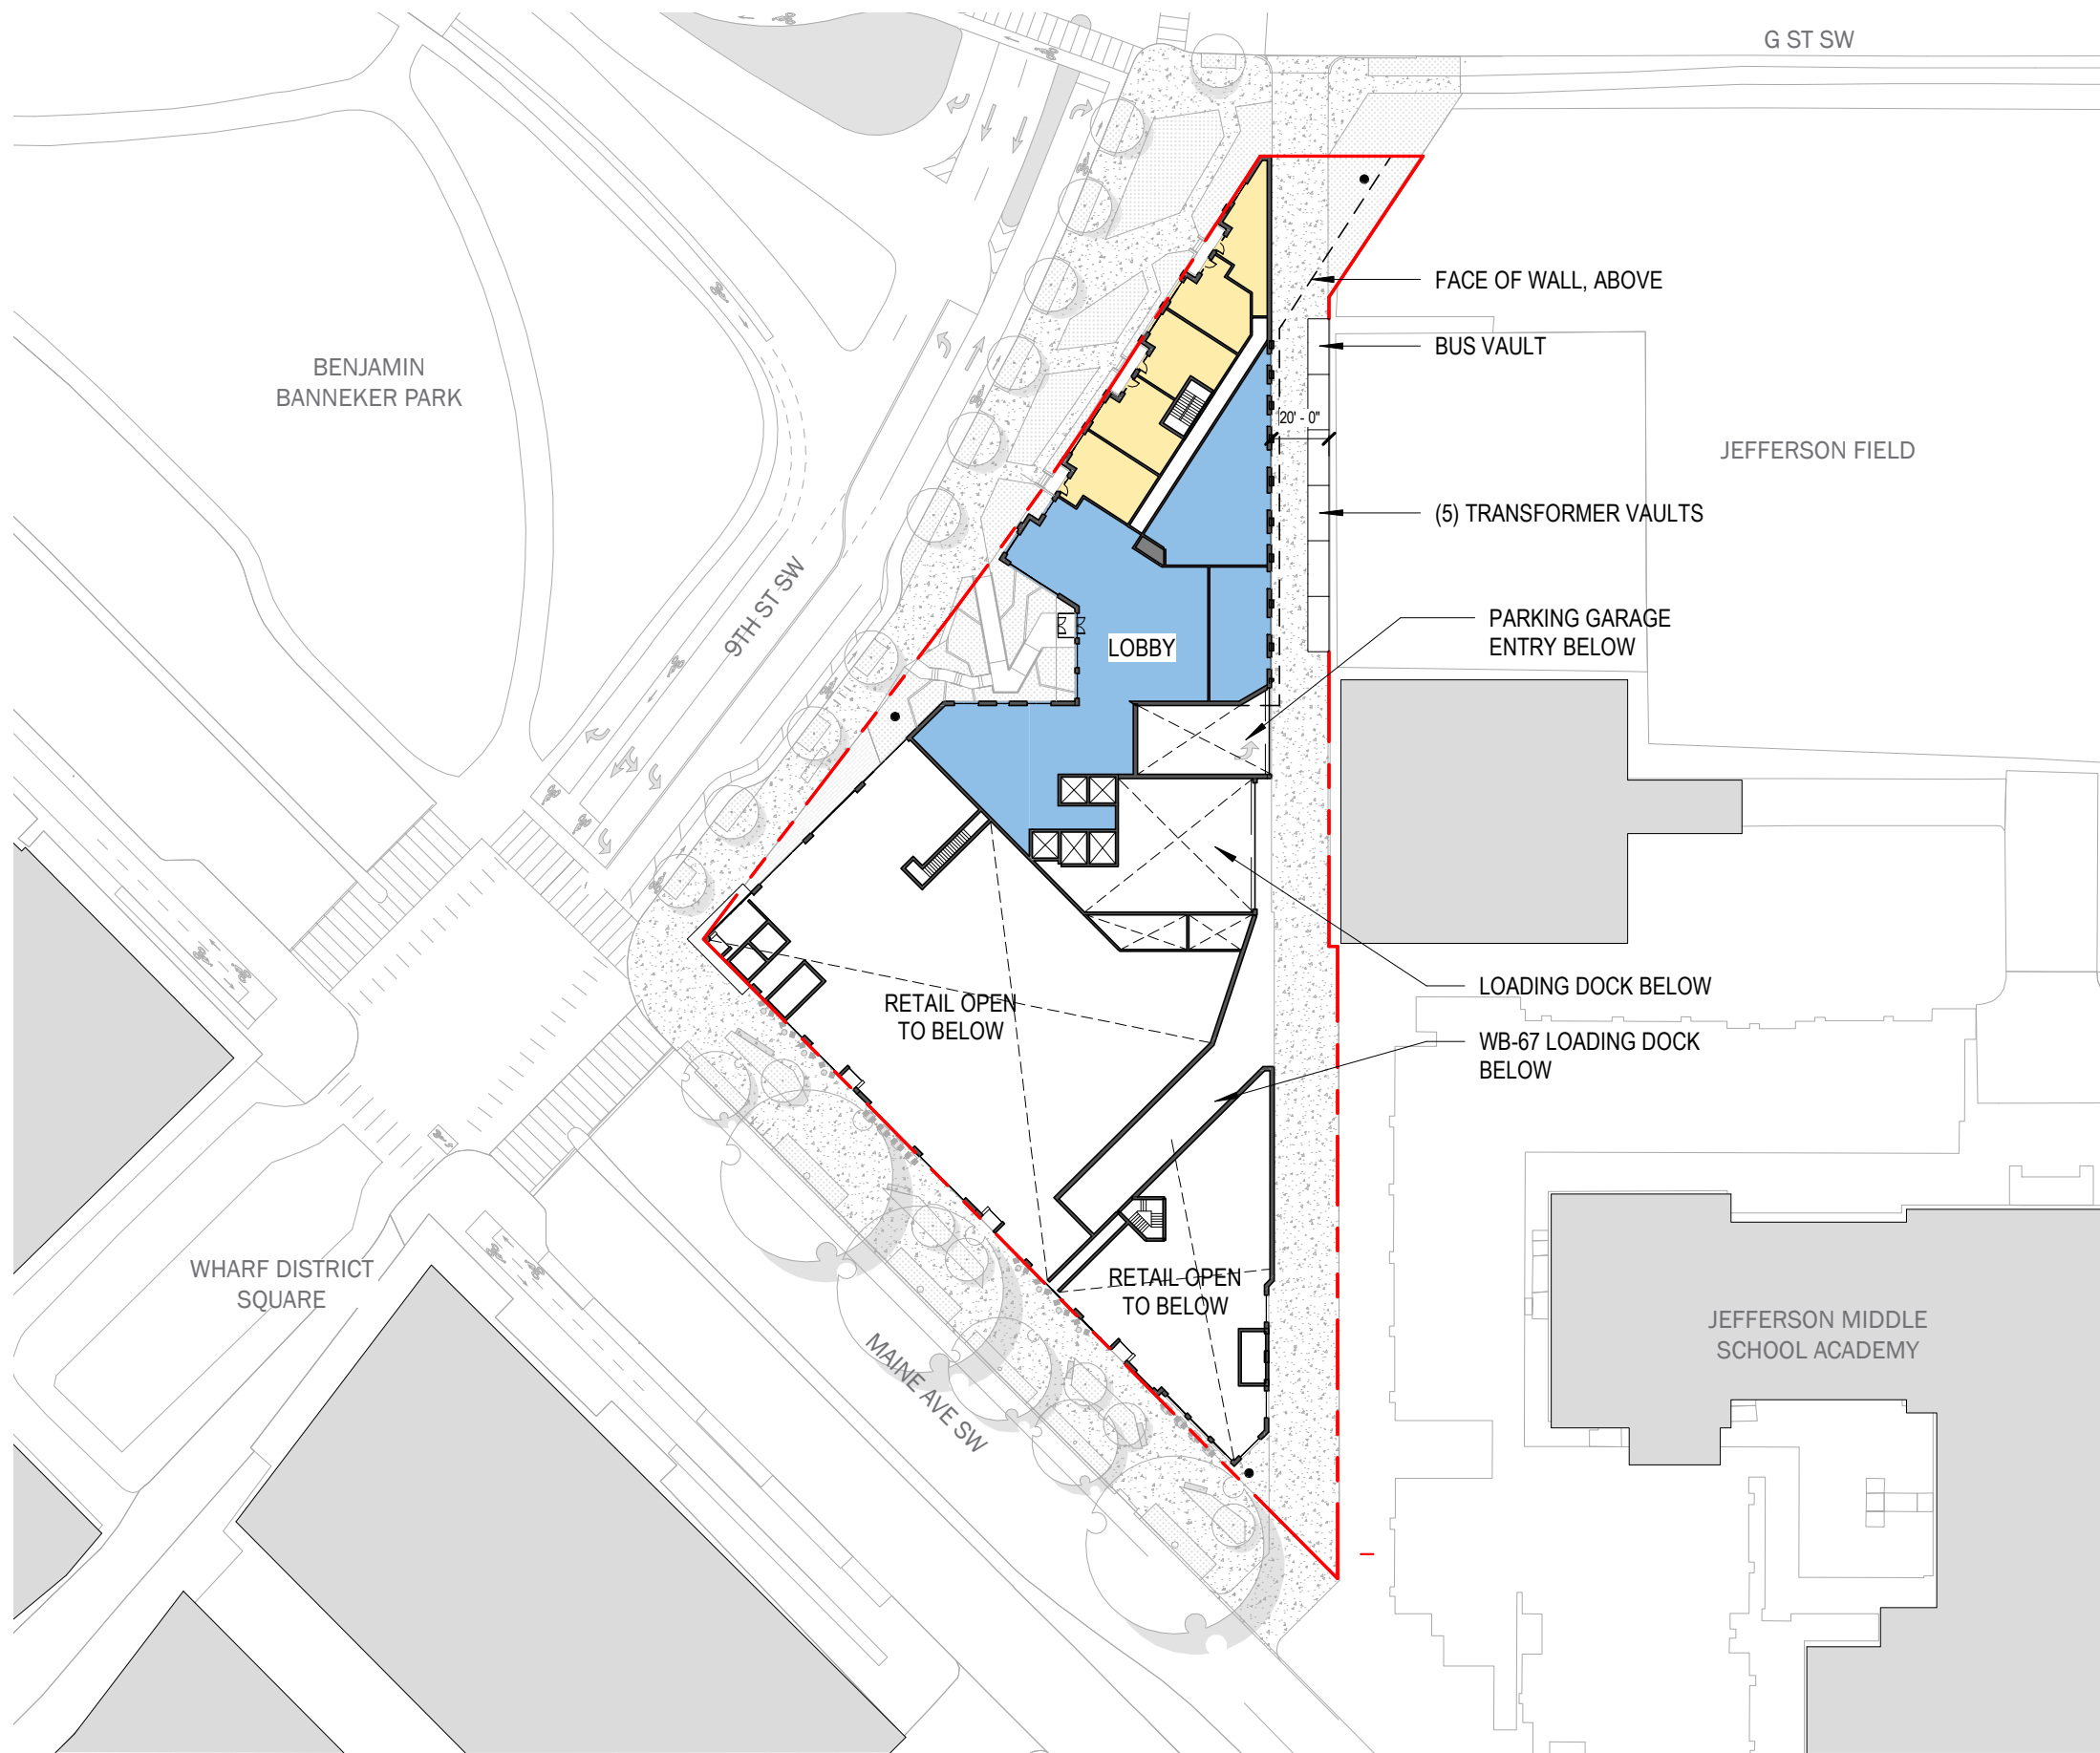 G ST SW
FACE OF WALL, ABOVE
BUS VAULT
BENJAMIN
BANNEKER PARK
20' - 0"
JEFFERSON FIELD
(5) TRANSFORMER VAULTS
9TH ST SW
PARKING GARAGE
ENTRY BELOW
LOBBY
LOADING DOCK BELOW
RETAIL OPEN
TO BELOW
WB-67 LOADING DOCK
BELOW
WHARF DISTRICT
SQUARE
RETAIL OPEN
TO BELOW
MAINE AVE SW
JEFFERSON MIDDLE
SCHOOL ACADEMY